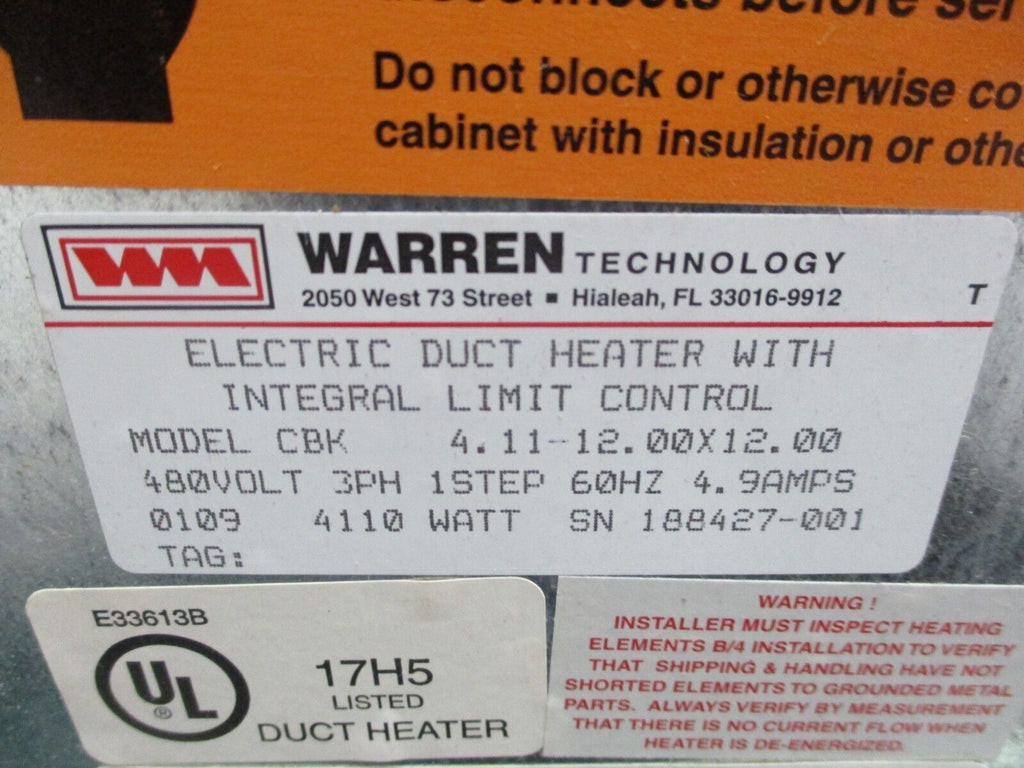 disconnects before ser
Do not block or otherwise co
cabinet with insulation or othe
WM
WARREN TECHNOLOGY
2050 West 73 Street ▪ Hialeah, FL 33016-9912
T
ELECTRIC DUCT HEATER WITH
INTEGRAL LIMIT CONTROL
MODEL CBK 4.11-12.00X12.00
480VOLT 3PH 1STEP 60HZ 4.9AMPS
0109 4110 WATT SN 188427-001
TAG:
E33613B
UL ®
17H5
LISTED
DUCT HEATER
WARNING !
INSTALLER MUST INSPECT HEATING
ELEMENTS B/4 INSTALLATION TO VERIFY
THAT SHIPPING & HANDLING HAVE NOT
SHORTED ELEMENTS TO GROUNDED METAL
PARTS. ALWAYS VERIFY BY MEASUREMENT
THAT THERE IS NO CURRENT FLOW WHEN
HEATER IS DE-ENERGIZED.